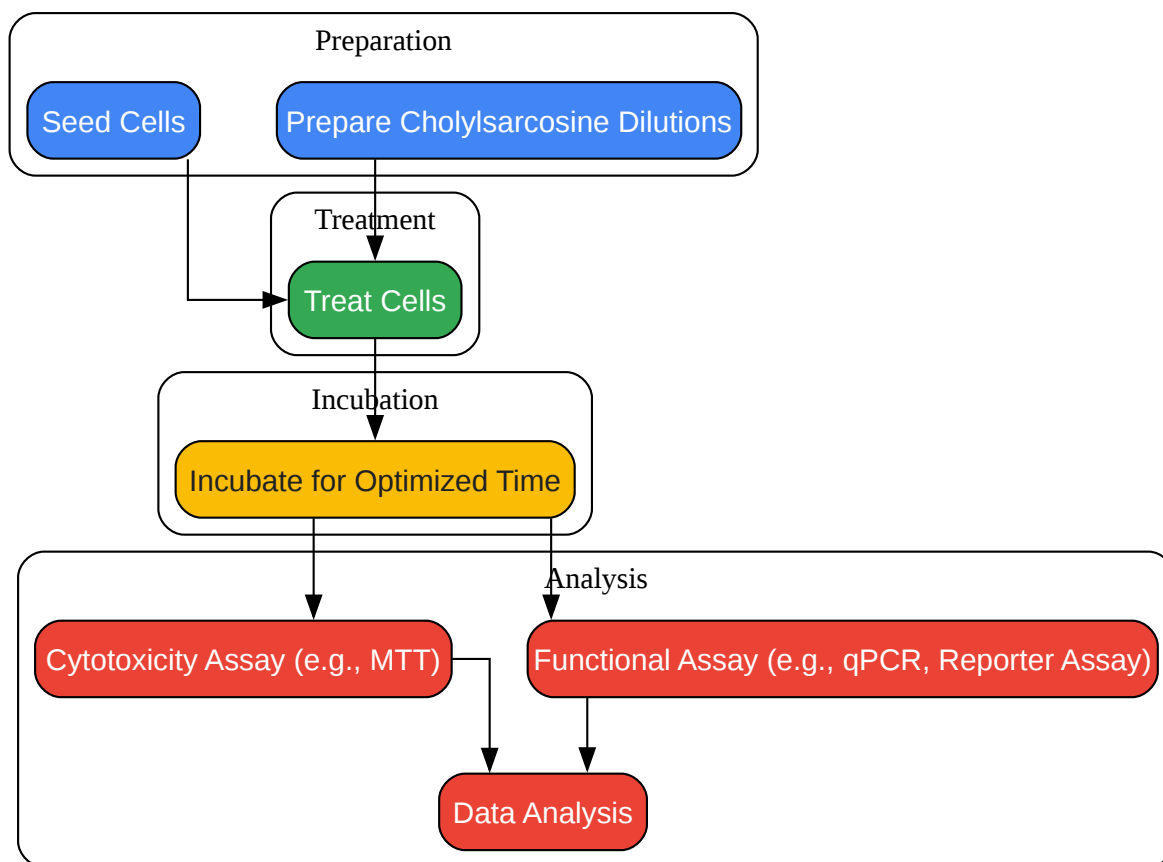 Preparation
Seed Cells
Prepare Cholylsarcosine Dilutions
Treatment
Treat Cells
Incubation
Incubate for Optimized Time
Analysis
Cytotoxicity Assay (e.g., MTT)
Functional Assay (e.g., qPCR, Reporter Assay)
Data Analysis